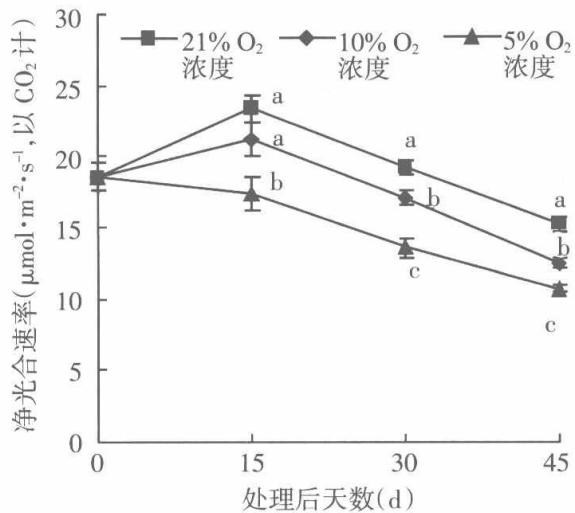 30
25
20
15
10
5
0
净光合速率(μmol·m⁻²·s⁻¹,以 CO₂ 计)
21% O₂
浓度
10% O₂
浓度
5% O₂
浓度
a
a
b
a
b
c
a
b
c
0 15 30 45
处理后天数(d)